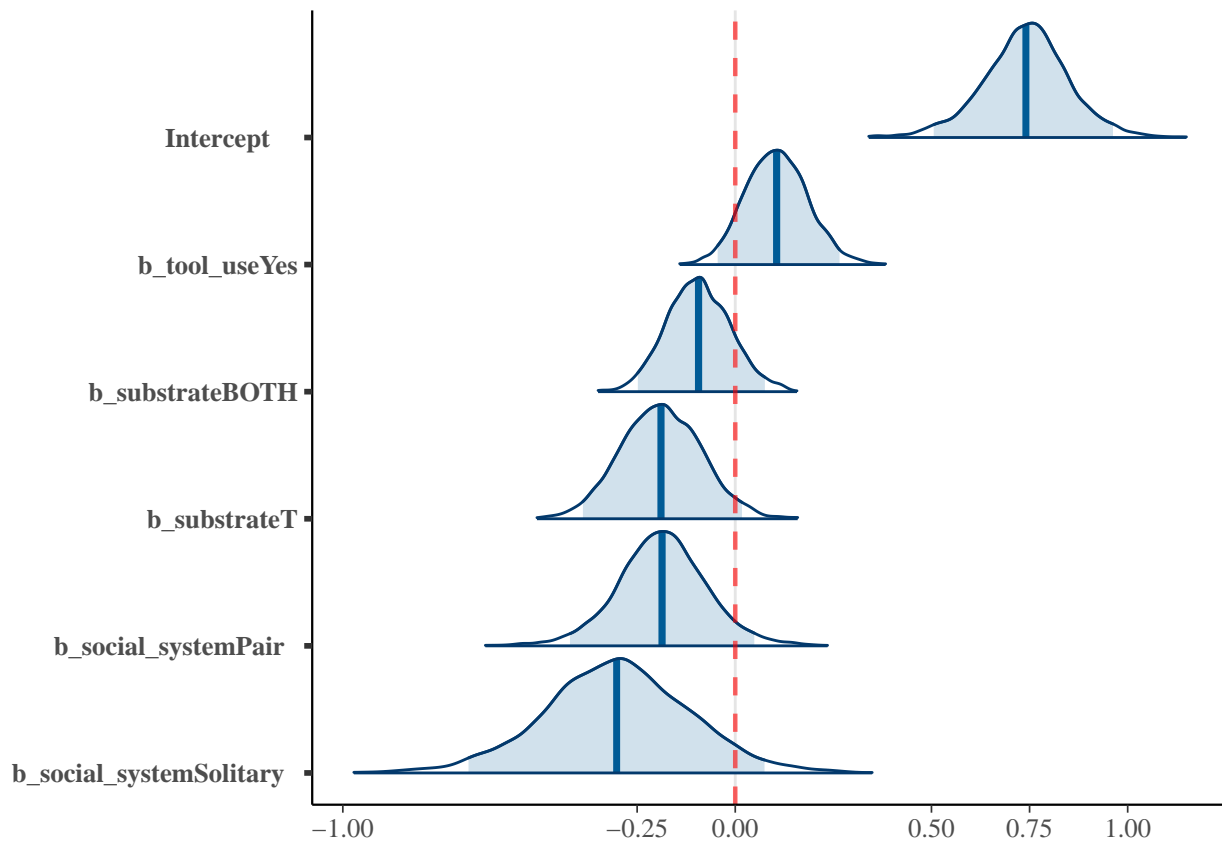 Intercept
b_tool_useYes
b_substrateBOTH
b_substrateT
b_social_systemPair
b_social_systemSolitary
−1.00 −0.25 0.00 0.50 0.75 1.00